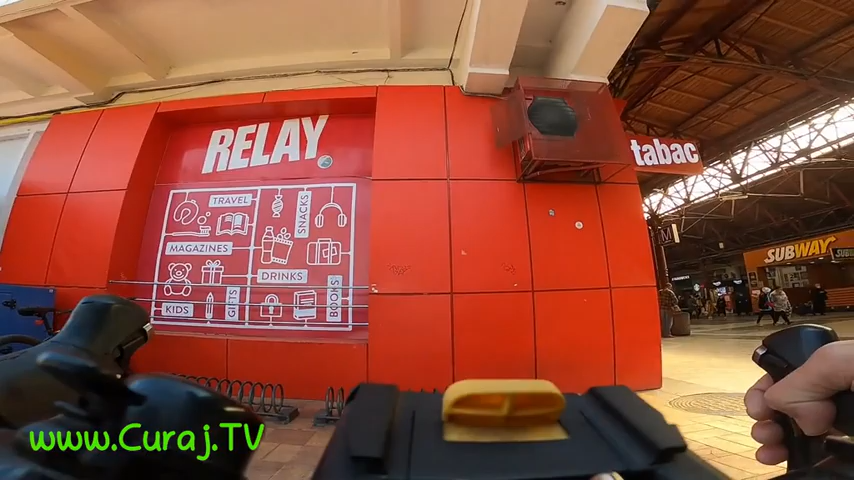 RELAY
tabac
TRAVEL
SNACKS
MAGAZINES
DRINKS
KIDS
GIFTS
BOOKS
M
SUBWAY
www.Curaj.TV